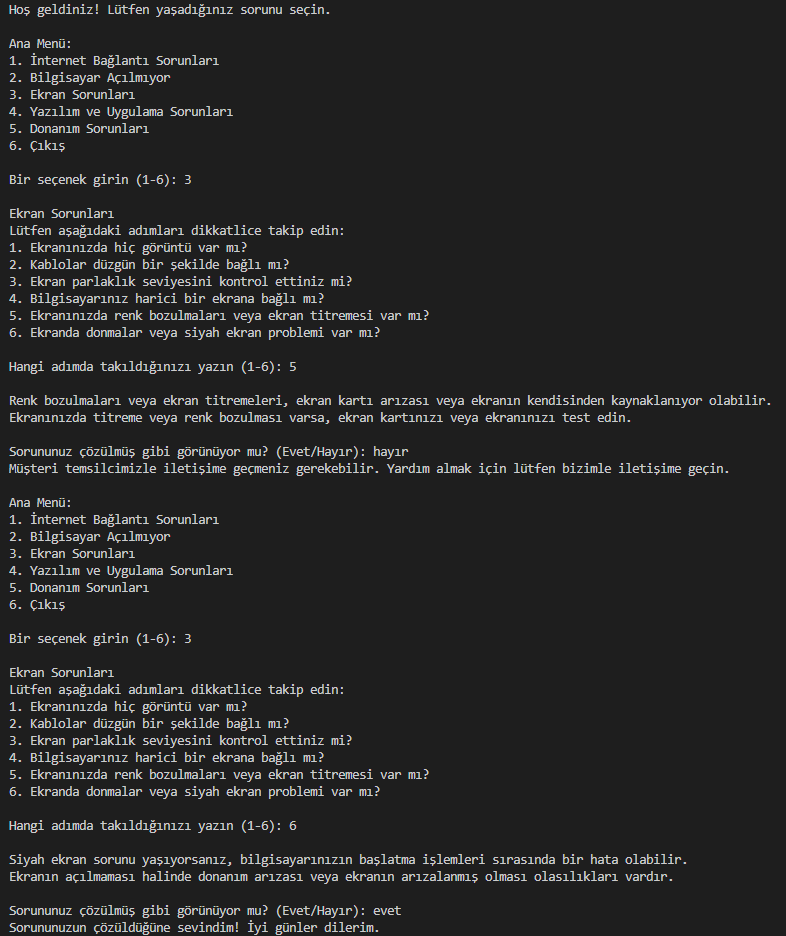 Hoş geldiniz! Lütfen yaşadığınız sorunu seçin.
Ana Menü:
1. İnternet Bağlantı Sorunları
2. Bilgisayar Açılmıyor
3. Ekran Sorunları
4. Yazılım ve Uygulama Sorunları
5. Donanım Sorunları
6. Çıkış
Bir seçenek girin (1-6): 3
Ekran Sorunları
Lütfen aşağıdaki adımları dikkatlice takip edin:
1. Ekranınızda hiç görüntü var mı?
2. Kablolar düzgün bir şekilde bağlı mı?
3. Ekran parlaklık seviyesini kontrol ettiniz mi?
4. Bilgisayarınız harici bir ekrana bağlı mı?
5. Ekranınızda renk bozulmaları veya ekran titremesi var mı?
6. Ekranda donmalar veya siyah ekran problemi var mı?
Hangi adımda takıldığınızı yazın (1-6): 5
Renk bozulmaları veya ekran titremeleri, ekran kartı arızası veya ekranın kendisinden kaynaklanıyor olabilir.
Ekranınızda titreme veya renk bozulması varsa, ekran kartınızı veya ekranınızı test edin.
Sorununuz çözülmüş gibi görünüyor mu? (Evet/Hayır): hayır
Müşteri temsilcimizle iletişime geçmeniz gerekebilir. Yardım almak için lütfen bizimle iletişime geçin.
Ana Menü:
1. İnternet Bağlantı Sorunları
2. Bilgisayar Açılmıyor
3. Ekran Sorunları
4. Yazılım ve Uygulama Sorunları
5. Donanım Sorunları
6. Çıkış
Bir seçenek girin (1-6): 3
Ekran Sorunları
Lütfen aşağıdaki adımları dikkatlice takip edin:
1. Ekranınızda hiç görüntü var mı?
2. Kablolar düzgün bir şekilde bağlı mı?
3. Ekran parlaklık seviyesini kontrol ettiniz mi?
4. Bilgisayarınız harici bir ekrana bağlı mı?
5. Ekranınızda renk bozulmaları veya ekran titremesi var mı?
6. Ekranda donmalar veya siyah ekran problemi var mı?
Hangi adımda takıldığınızı yazın (1-6): 6
Siyah ekran sorunu yaşıyorsanız, bilgisayarınızın başlatma işlemleri sırasında bir hata olabilir.
Ekranın açılmaması halinde donanım arızası veya ekranın arızalanmış olması olasılıkları vardır.
Sorununuz çözülmüş gibi görünüyor mu? (Evet/Hayır): evet
Sorununuzun çözüldüğüne sevindim! İyi günler dilerim.